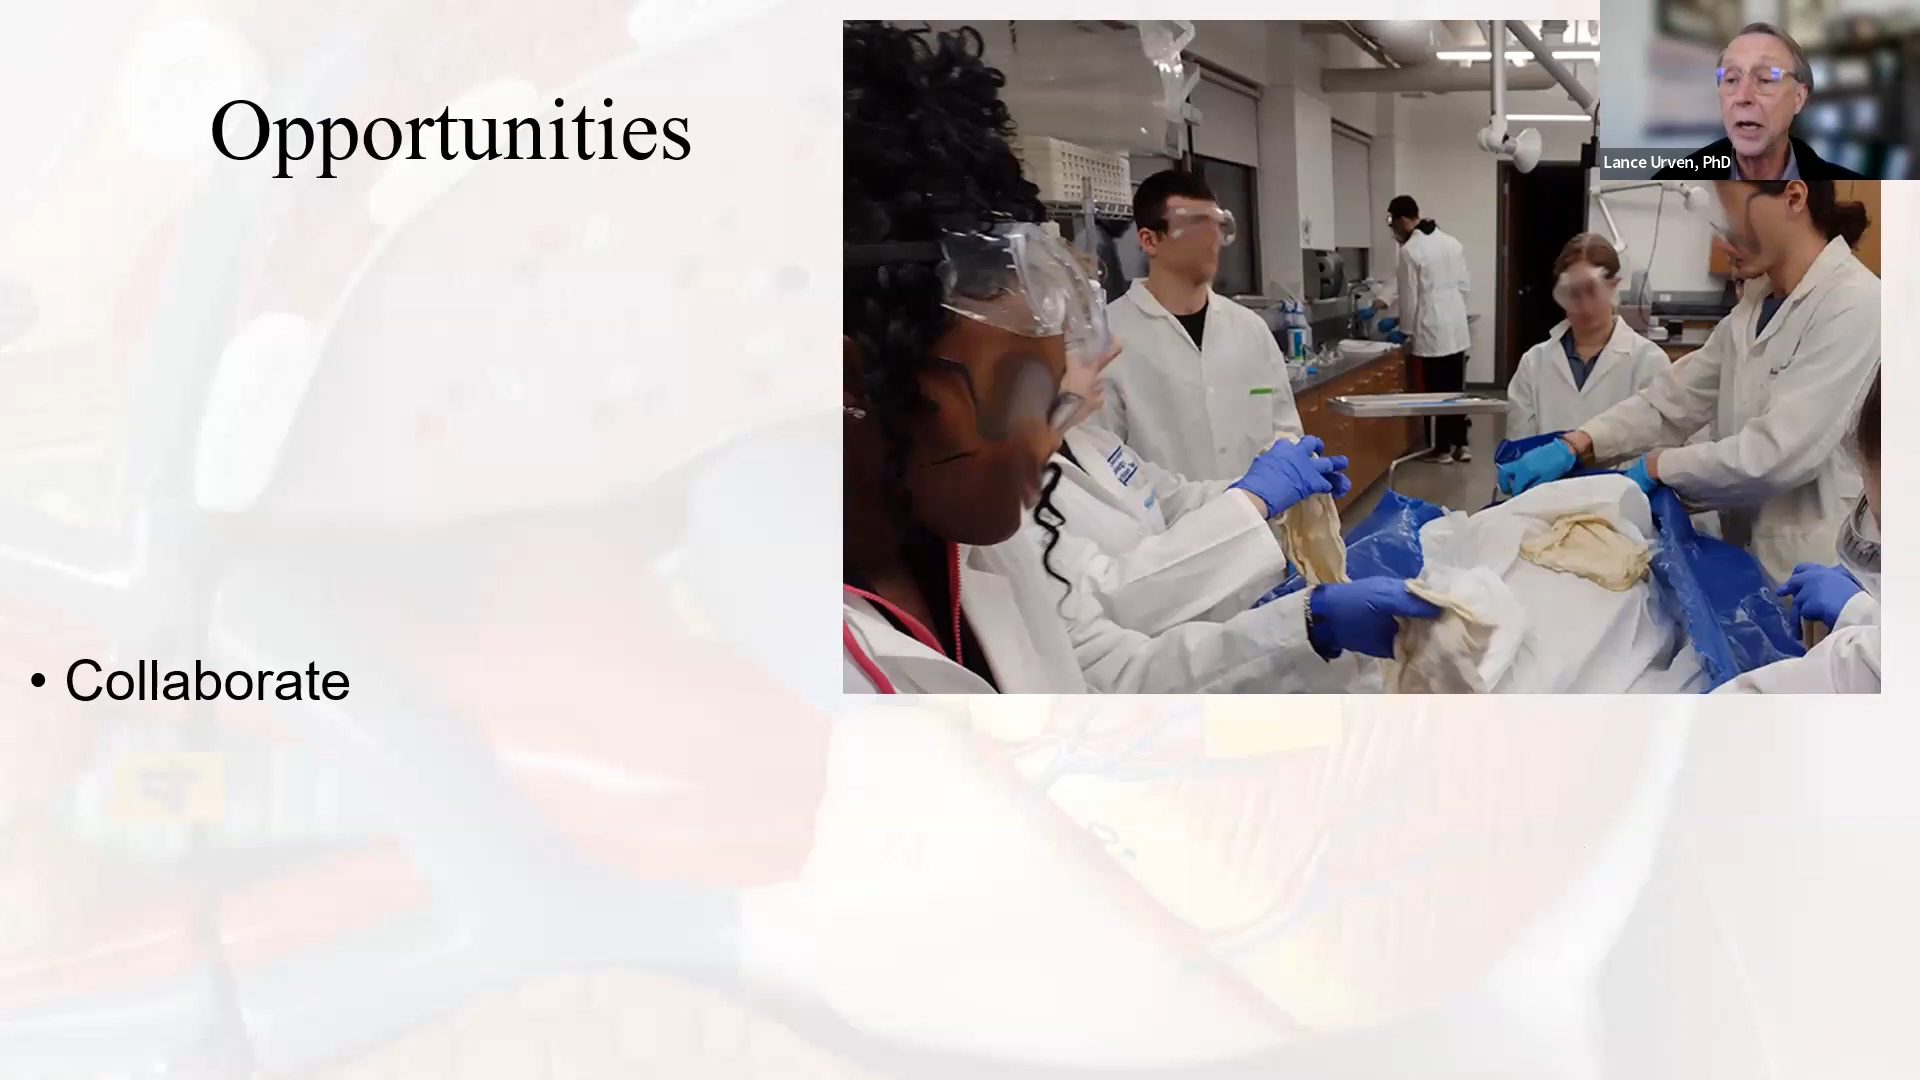 Opportunities
Lance Urven, PhD
• Collaborate